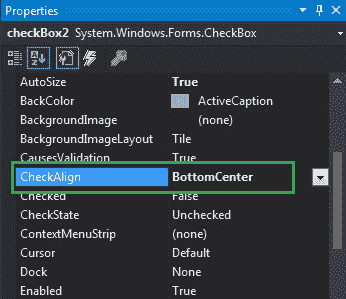 Properties
checkBox2 System.Windows.Forms.CheckBox
AutoSize True
BackColor ActiveCaption
BackgroundImage (none)
BackgroundImageLayout Tile
CausesValidation True
CheckAlign BottomCenter
Checked False
CheckState Unchecked
ContextMenuStrip (none)
Cursor Default
Dock None
Enabled True